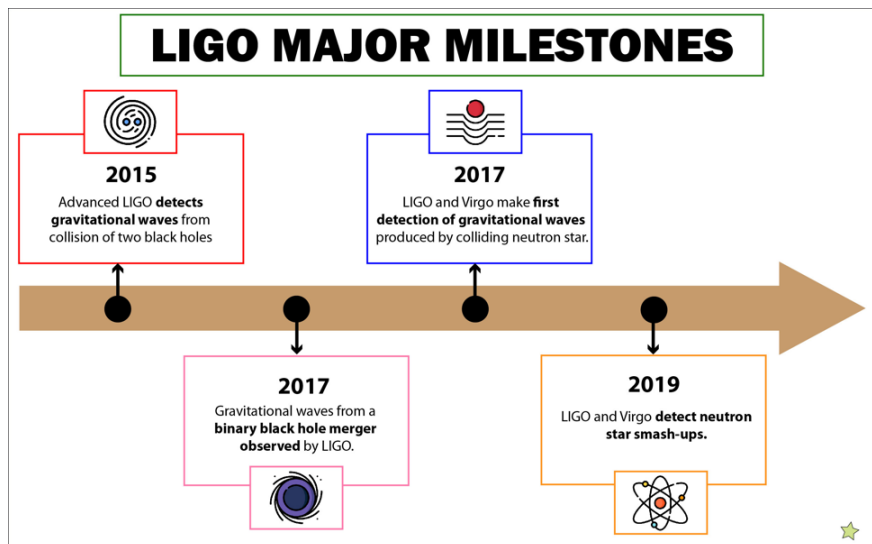 LIGO MAJOR MILESTONES
2015
Advanced LIGO detects
gravitational waves from
collision of two black holes
2017
Gravitational waves from a
binary black hole merger
observed by LIGO.
2017
LIGO and Virgo make first
detection of gravitational waves
produced by colliding neutron star.
2019
LIGO and Virgo detect neutron
star smash-ups.